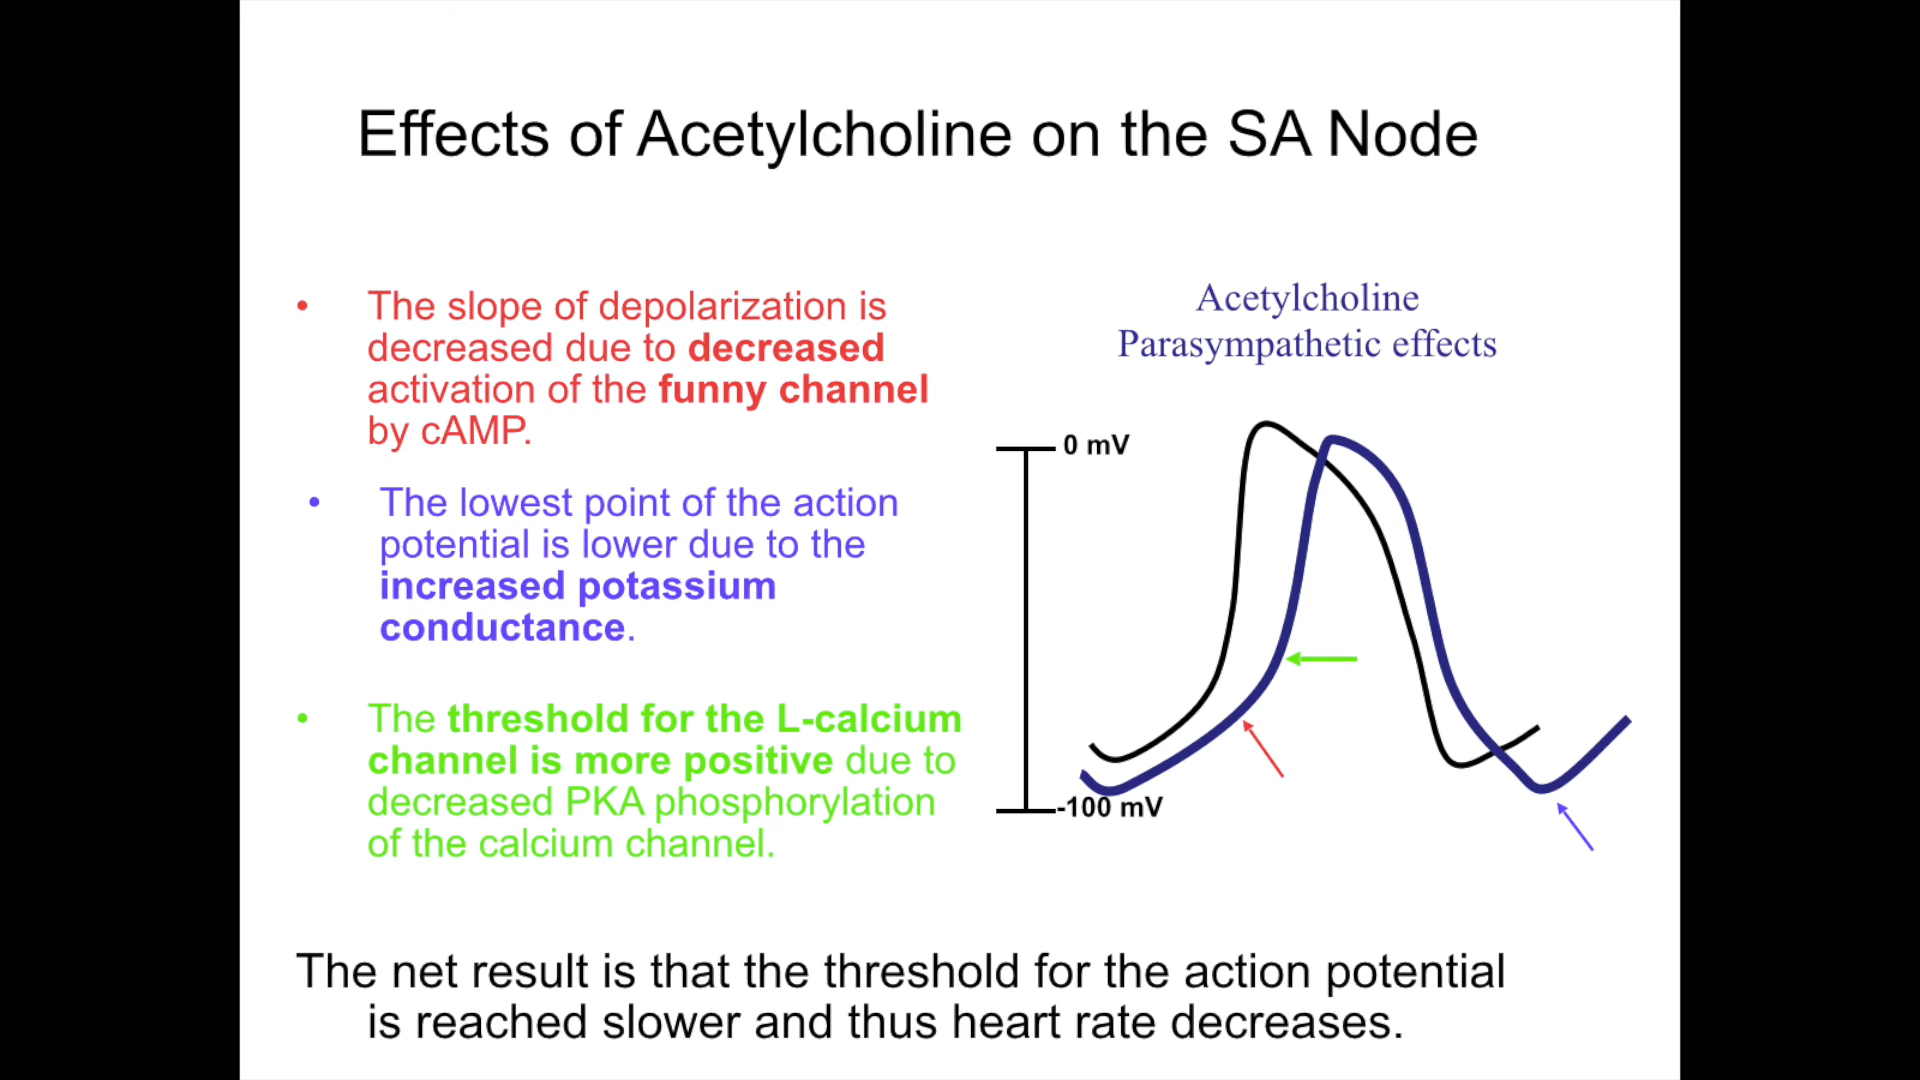 Effects of Acetylcholine on the SA Node
• The slope of depolarization is
decreased due to decreased
activation of the funny channel
by cAMP.
• The lowest point of the action
potential is lower due to the
increased potassium
conductance.
• The threshold for the L-calcium
channel is more positive due to
decreased PKA phosphorylation
of the calcium channel.
Acetylcholine
Parasympathetic effects
0 mV
-100 mV
The net result is that the threshold for the action potential
is reached slower and thus heart rate decreases.